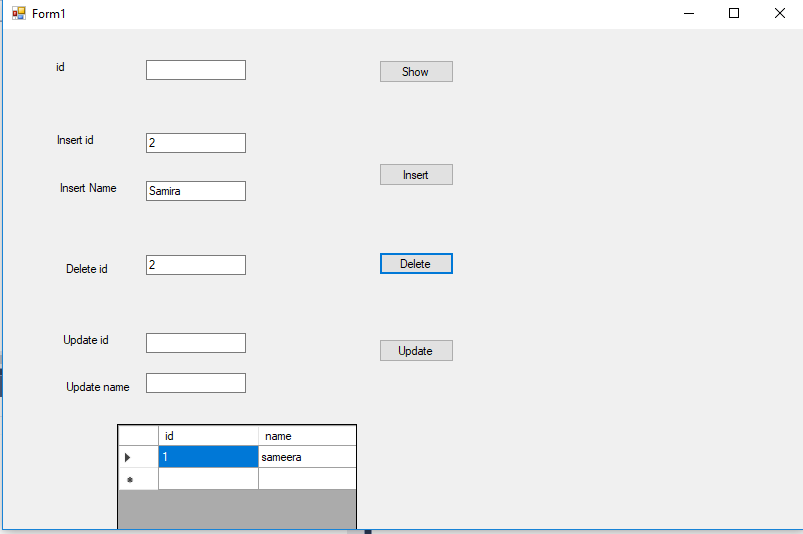 Form1
id
Show
Insert id
2
Insert Name
Samira
Insert
Delete id
2
Delete
Update id
Update
Update name
id name
1 sameera